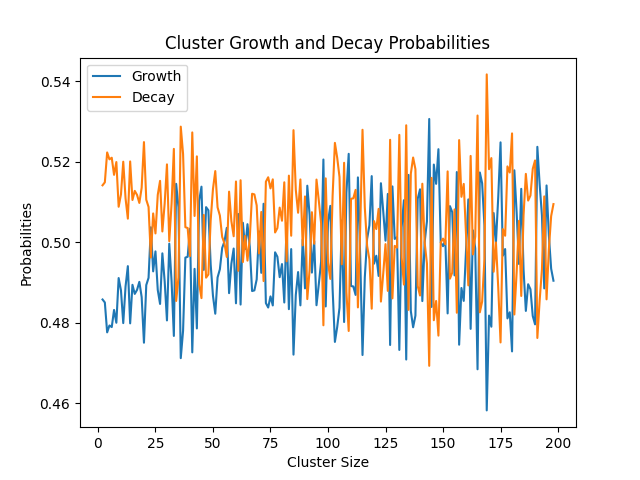 Cluster Growth and Decay Probabilities
Growth
Decay
0.54
0.52
0.50
0.48
0.46
Probabilities
0 25 50 75 100 125 150 175 200
Cluster Size